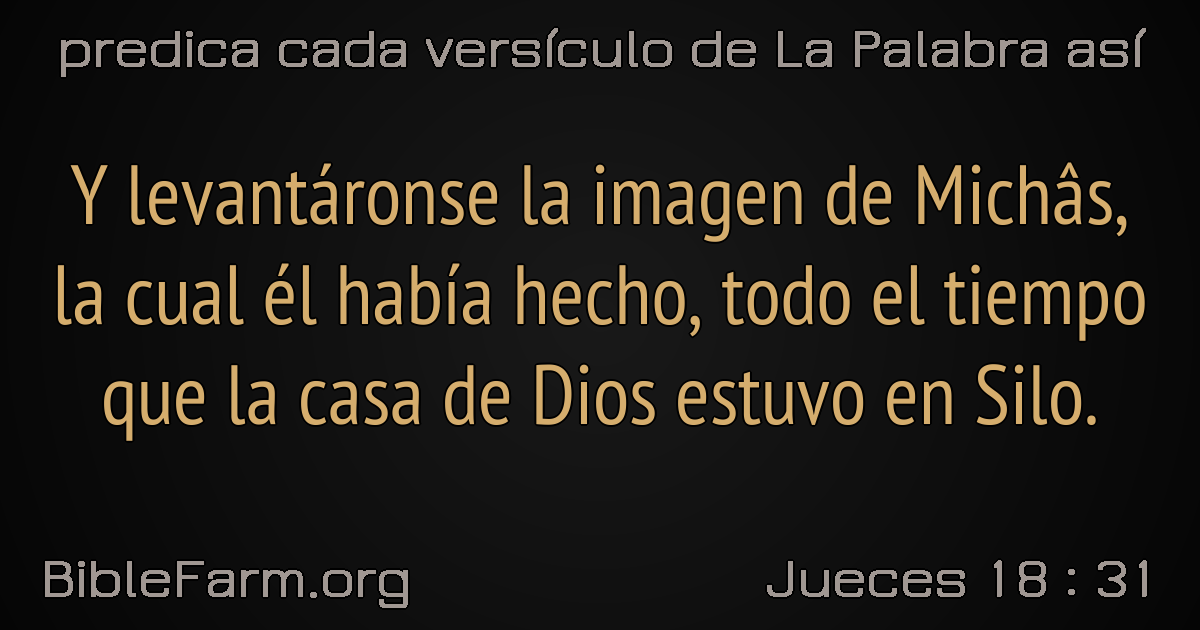 predica cada versículo de La Palabra así
Y levantáronse la imagen de Michâs,
la cual él había hecho, todo el tiempo
que la casa de Dios estuvo en Silo.
BibleFarm.org
Jueces 18 : 31